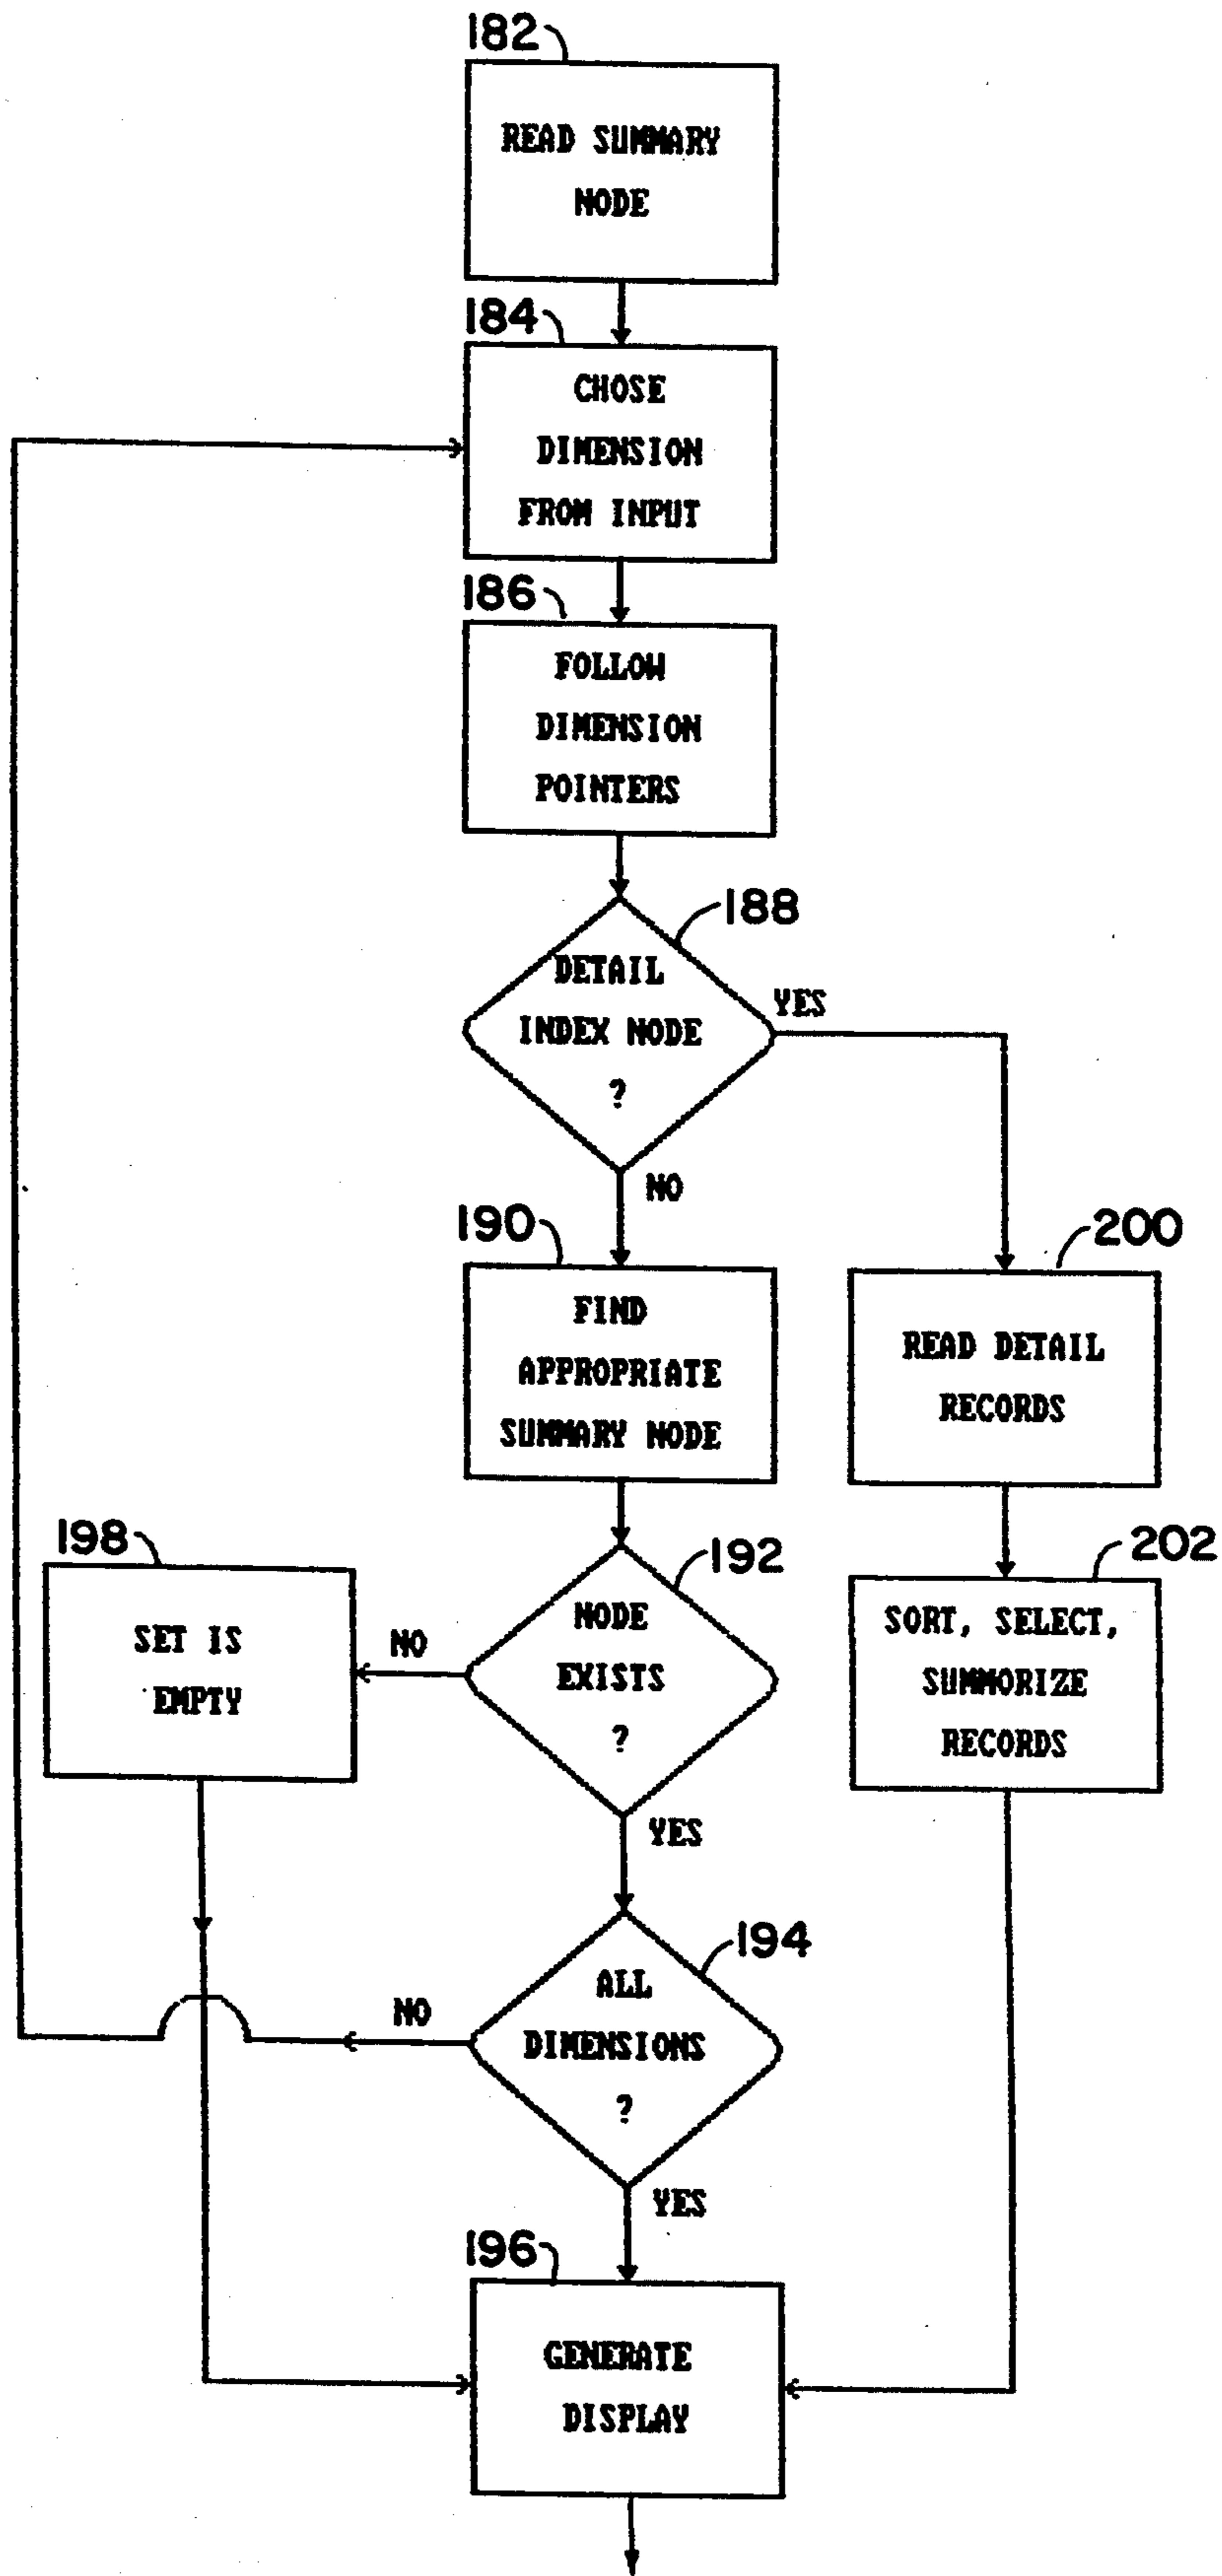 182
READ SUMMARY
NODE
184
CHOSE
DIMENSION
FROM INPUT
186
FOLLOW
DIMENSION
POINTERS
188
DETAIL
INDEX NODE
?
YES
NO
190
FIND
APPROPRIATE
SUMMARY NODE
200
READ DETAIL
RECORDS
198
SET IS
EMPTY
NO
192
NODE
EXISTS
?
YES
202
SORT, SELECT,
SUMMORIZE
RECORDS
194
ALL
DIMENSIONS
?
NO
YES
196
GENERATE
DISPLAY